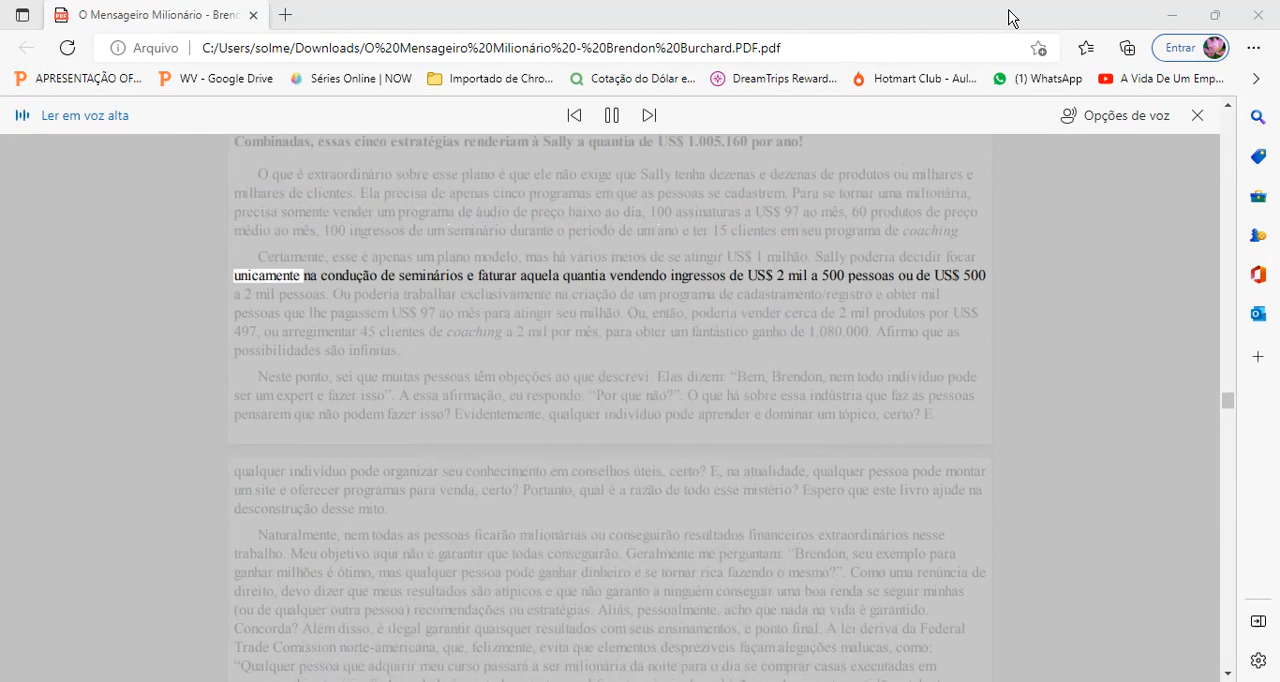 O Mensageiro Milionário - Bren
Arquivo
C:/Users/solme/Downloads/O%20Mensageiro%20Milionário%20-%20Brendon%20Burchard.PDF.pdf
Entrar
APRESENTAÇÃO OF...
WV - Google Drive
Séries Online | NOW
Importado de Chro...
Cotação do Dólar e...
DreamTrips Reward...
Hotmart Club - Aul...
(1) WhatsApp
A Vida De Um Emp...
Ler em voz alta
Opções de voz
Combinadas, essas cinco estratégias renderiam à Sally a quantia de US$ 1.005.160 por ano!
O que é extraordinário sobre esse plano é que ele não exige que Sally tenha dezenas e dezenas de produtos ou milhares e
milhares de clientes. Ela precisa de apenas cinco programas em que as pessoas se cadastrem. Para se tornar uma milionária,
precisa somente vender um programa de áudio de preço baixo ao dia, 100 assinaturas a US$ 97 ao mês, 60 produtos de preço
médio ao mês, 100 ingressos de um seminário durante o período de um ano e ter 15 clientes em seu programa de coaching.
Certamente, esse é apenas um plano modelo, mas há vários meios de se atingir US$ 1 milhão. Sally poderia decidir focar
unicamente na condução de seminários e faturar aquela quantia vendendo ingressos de US$ 2 mil a 500 pessoas ou de US$ 500
a 2 mil pessoas. Ou poderia trabalhar exclusivamente na criação de um programa de cadastramento/registro e obter mil
pessoas que lhe pagassem US$ 97 ao mês para atingir seu milhão. Ou, então, poderia vender cerca de 2 mil produtos por US$
497, ou arregimentar 45 clientes de coaching a 2 mil por mês, para obter um fantástico ganho de 1.080.000. Afirmo que as
possibilidades são infinitas.
Neste ponto, sei que muitas pessoas têm objeções ao que descrevi. Elas dizem: “Bem, Brendon, nem todo indivíduo pode
ser um expert e fazer isso”. A essa afirmação, eu respondo: “Por que não?”. O que há sobre essa indústria que faz as pessoas
pensarem que não podem fazer isso? Evidentemente, qualquer indivíduo pode aprender e dominar um tópico, certo? E
qualquer indivíduo pode organizar seu conhecimento em conselhos úteis, certo? E, na atualidade, qualquer pessoa pode montar
um site e oferecer programas para venda, certo? Portanto, qual é a razão de todo esse mistério? Espero que este livro ajude na
desconstrução desse mito.
Naturalmente, nem todas as pessoas ficarão milionárias ou conseguirão resultados financeiros extraordinários nesse
trabalho. Meu objetivo aqui não é garantir que todas conseguirão. Geralmente me perguntam: “Brendon, seu exemplo para
ganhar milhões é ótimo, mas qualquer pessoa pode ganhar dinheiro e se tornar rica fazendo o mesmo?”. Como uma renúncia de
direito, devo dizer que meus resultados são atípicos e que não garanto a ninguém conseguir uma boa renda se seguir minhas
(ou de qualquer outra pessoa) recomendações ou estratégias. Aliás, pessoalmente, acho que nada na vida é garantido.
Concorda? Além disso, é ilegal garantir quaisquer resultados com seus ensinamentos, e ponto final. A lei deriva da Federal
Trade Comission norte-americana, que, felizmente, evita que elementos desprezíveis façam alegações malucas, como:
“Qualquer pessoa que adquirir meu curso passará a ser milionária da noite para o dia se comprar casas executadas em